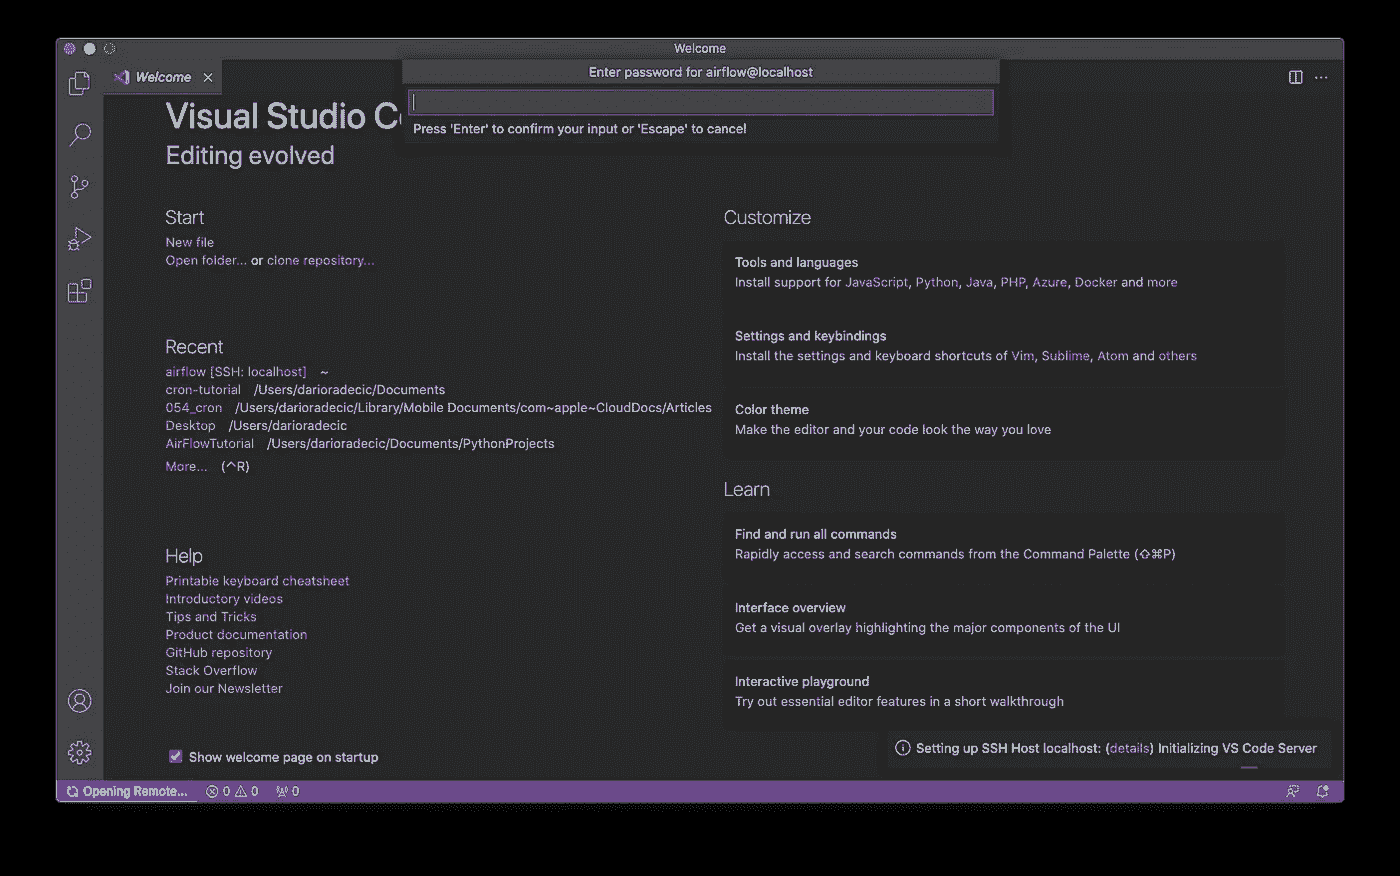 Welcome
Welcome
Enter password for airflow@localhost
Press 'Enter' to confirm your input or 'Escape' to cancel
Visual Studio C
Editing evolved
Start
New file
Open folder... or clone repository...
Recent
airflow [SSH: localhost] ~
cron-tutorial /Users/darioradecic/Documents
054_cron /Users/darioradecic/Library/Mobile Documents/com~apple~CloudDocs/Articles
Desktop /Users/darioradecic
AirFlowTutorial /Users/darioradecic/Documents/PythonProjects
More... (^R)
Help
Printable keyboard cheatsheet
Introductory videos
Tips and Tricks
Product documentation
GitHub repository
Stack Overflow
Join our Newsletter
Show welcome page on startup
Customize
Tools and languages
Install support for JavaScript, Python, Java, PHP, Azure, Docker and more
Settings and keybindings
Install the settings and keyboard shortcuts of Vim, Sublime, Atom and others
Color theme
Make the editor and your code look the way you love
Learn
Find and run all commands
Rapidly access and search commands from the Command Palette (⇧⌘P)
Interface overview
Get a visual overlay highlighting the major components of the UI
Interactive playground
Try out essential editor features in a short walkthrough
Setting up SSH Host localhost: (details) Initializing VS Code Server
Opening Remote... 0 0 0